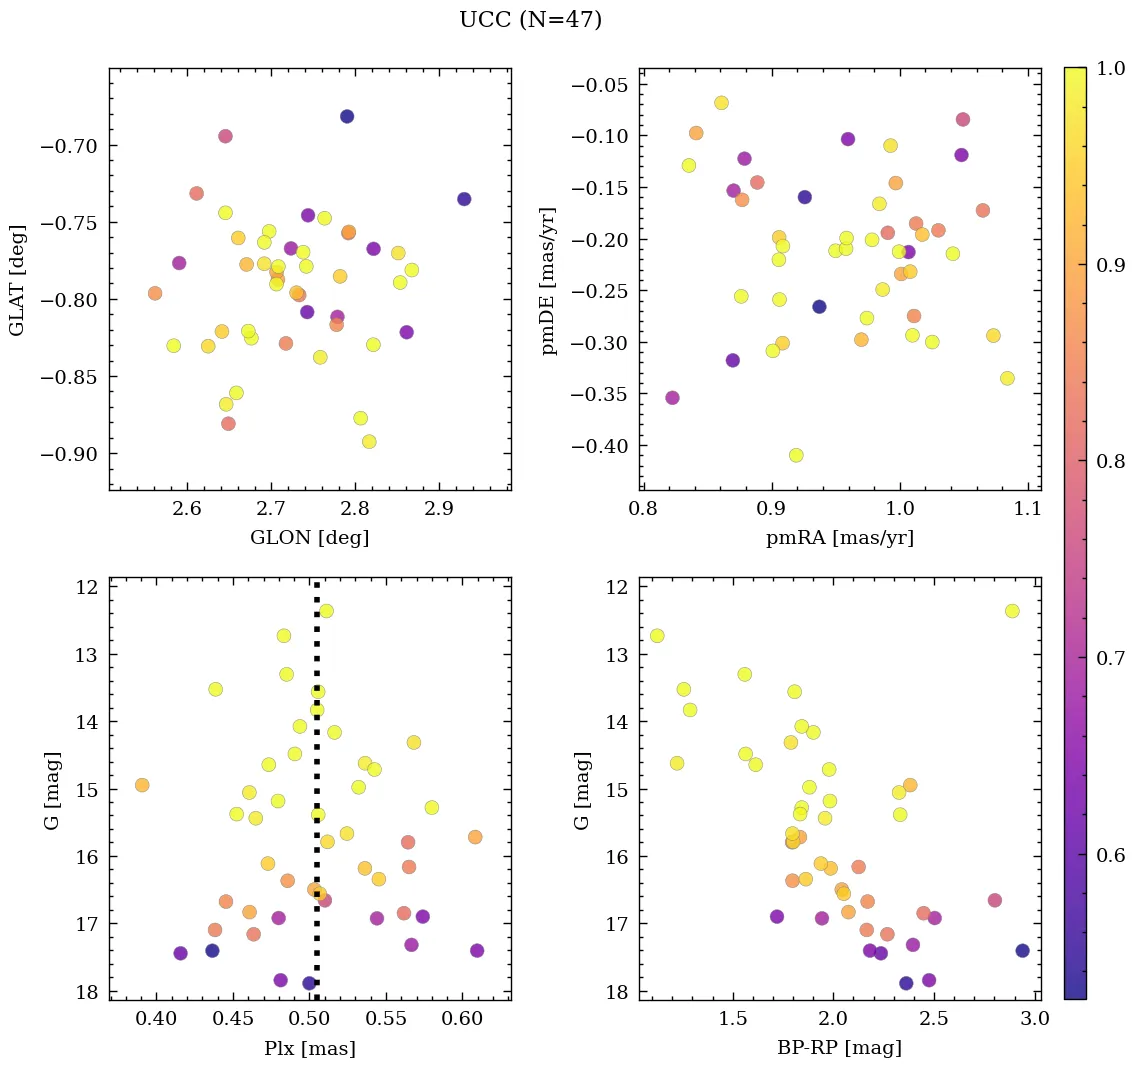 UCC (N=47)
−0.70
−0.75
−0.80
−0.85
−0.90
GLAT [deg]
2.6 2.7 2.8 2.9
GLON [deg]
−0.05
−0.10
−0.15
−0.20
−0.25
−0.30
−0.35
−0.40
pmDE [mas/yr]
0.8 0.9 1.0 1.1
pmRA [mas/yr]
12
13
14
15
16
17
18
G [mag]
0.40 0.45 0.50 0.55 0.60
Plx [mas]
12
13
14
15
16
17
18
G [mag]
1.5 2.0 2.5 3.0
BP-RP [mag]
1.0
0.9
0.8
0.7
0.6